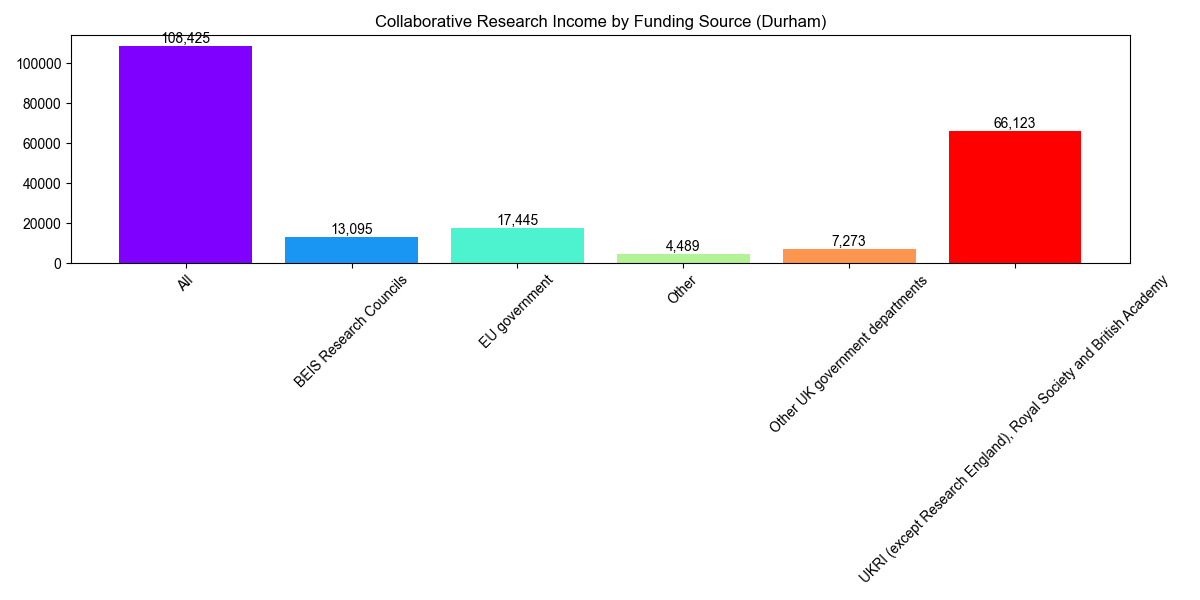 Collaborative Research Income by Funding Source (Durham)
108,425
13,095
17,445
4,489
7,273
66,123
100000
80000
60000
40000
20000
0
All
BEIS Research Councils
EU government
Other
Other UK government departments
UKRI (except Research England), Royal Society and British Academy